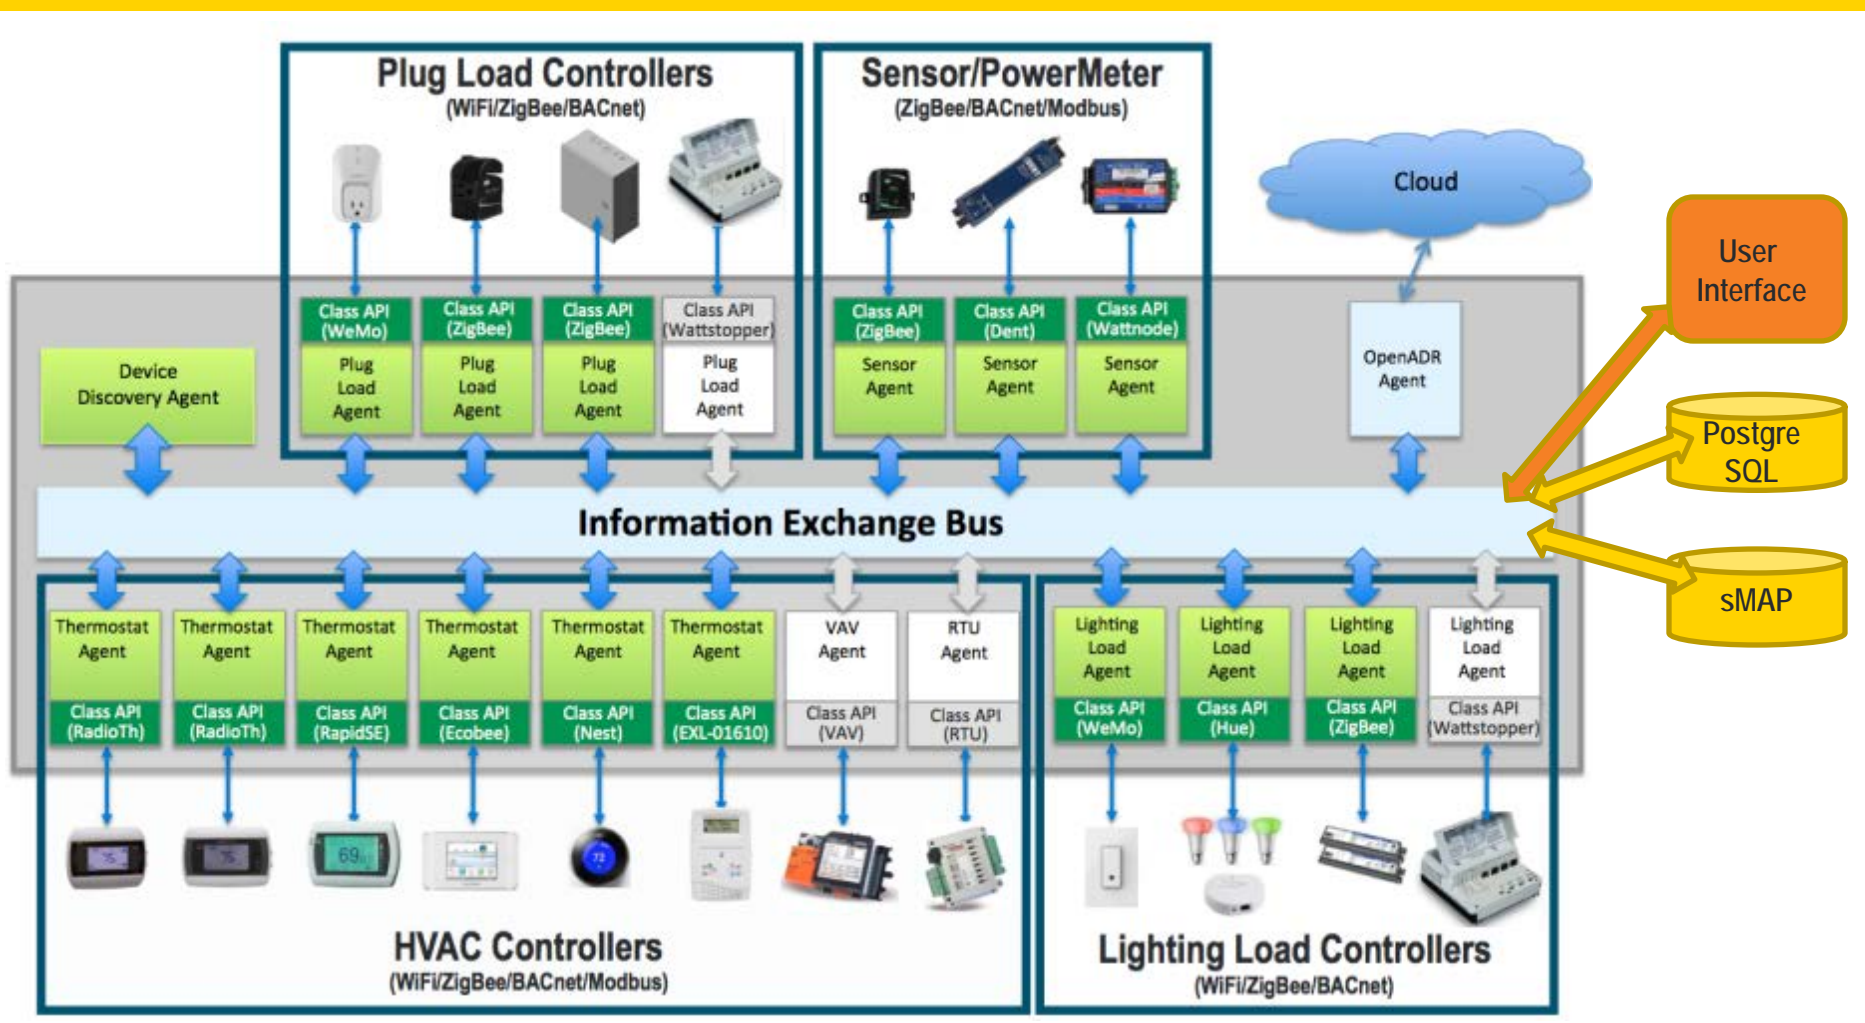 Plug Load Controllers
(WiFi/ZigBee/BACnet)
Sensor/PowerMeter
(ZigBee/BACnet/Modbus)
Cloud
User
Interface
Class API
(WeMo)
Plug
Load
Agent
Class API
(ZigBee)
Plug
Load
Agent
Class API
(ZigBee)
Plug
Load
Agent
Class API
(Wattstopper)
Plug
Load
Agent
Class API
(ZigBee)
Sensor
Agent
Class API
(Dent)
Sensor
Agent
Class API
(Wattnode)
Sensor
Agent
OpenADR
Agent
Device
Discovery Agent
Postgre
SQL
Information Exchange Bus
sMAP
Thermostat
Agent
Class API
(RadioTh)
Thermostat
Agent
Class API
(RadioTh)
Thermostat
Agent
Class API
(RapidSE)
Thermostat
Agent
Class API
(Ecobee)
Thermostat
Agent
Class API
(Nest)
Thermostat
Agent
Class API
(EXL-01610)
VAV
Agent
Class API
(VAV)
RTU
Agent
Class API
(RTU)
Lighting
Load
Agent
Class API
(WeMo)
Lighting
Load
Agent
Class API
(Hue)
Lighting
Load
Agent
Class API
(ZigBee)
Lighting
Load
Agent
Class API
(Wattstopper)
75
75
69
72
HVAC Controllers
(WiFi/ZigBee/BACnet/Modbus)
Lighting Load Controllers
(WiFi/ZigBee/BACnet)